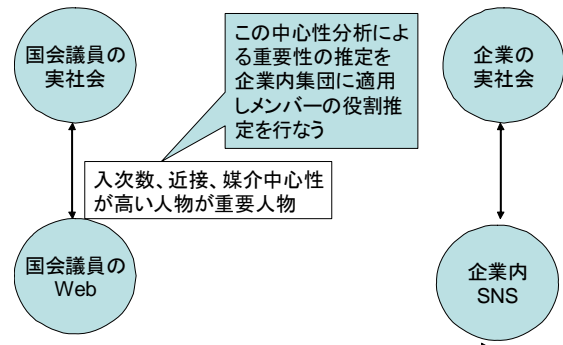 国会議員の
実社会
この中心性分析によ
る重要性の推定を
企業内集団に適用
しメンバーの役割推
定を行なう
企業の
実社会
入次数、近接、媒介中心性
が高い人物が重要人物
国会議員の
Web
企業内
SNS